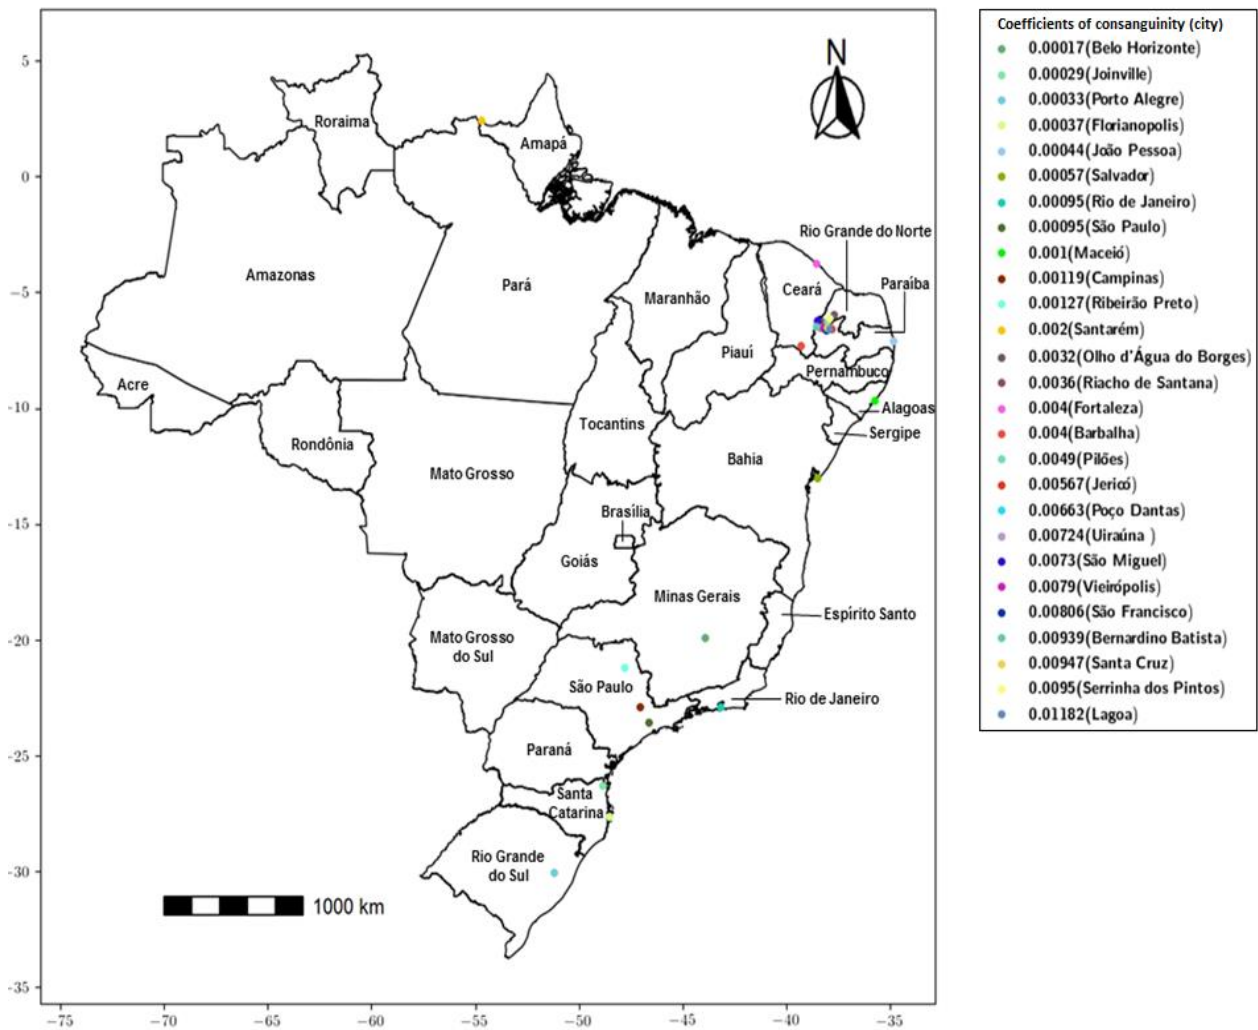 Coefficients of consanguinity (city)
0.00017(Belo Horizonte)
0.00029(Joinville)
0.00033(Porto Alegre)
0.00037(Florianopolis)
0.00044(João Pessoa)
0.00057(Salvador)
0.00095(Rio de Janeiro)
0.00095(São Paulo)
0.001(Maceió)
0.00119(Campinas)
0.00127(Ribeirão Preto)
0.002(Santarém)
0.0032(Olho d'Água do Borges)
0.0036(Riacho de Santana)
0.004(Fortaleza)
0.004(Barbalha)
0.0049(Pilões)
0.00567(Jericó)
0.00663(Poço Dantas)
0.00724(Uiraúna )
0.0073(São Miguel)
0.0079(Vieirópolis)
0.00806(São Francisco)
0.00939(Bernardino Batista)
0.00947(Santa Cruz)
0.0095(Serrinha dos Pintos)
0.01182(Lagoa)
N
Roraima
Amapá
Rio Grande do Norte
Amazonas
Pará
Maranhão
Ceará
Paraíba
Piauí
Pernambuco
Acre
Alagoas
Tocantins
Sergipe
Rondônia
Bahia
Mato Grosso
Brasília
Goiás
Minas Gerais
Espírito Santo
Mato Grosso
do Sul
São Paulo
Rio de Janeiro
Paraná
Santa
Catarina
Rio Grande
do Sul
1000 km
5
0
−5
−10
−15
−20
−25
−30
−35
−75
−70
−65
−60
−55
−50
−45
−40
−35